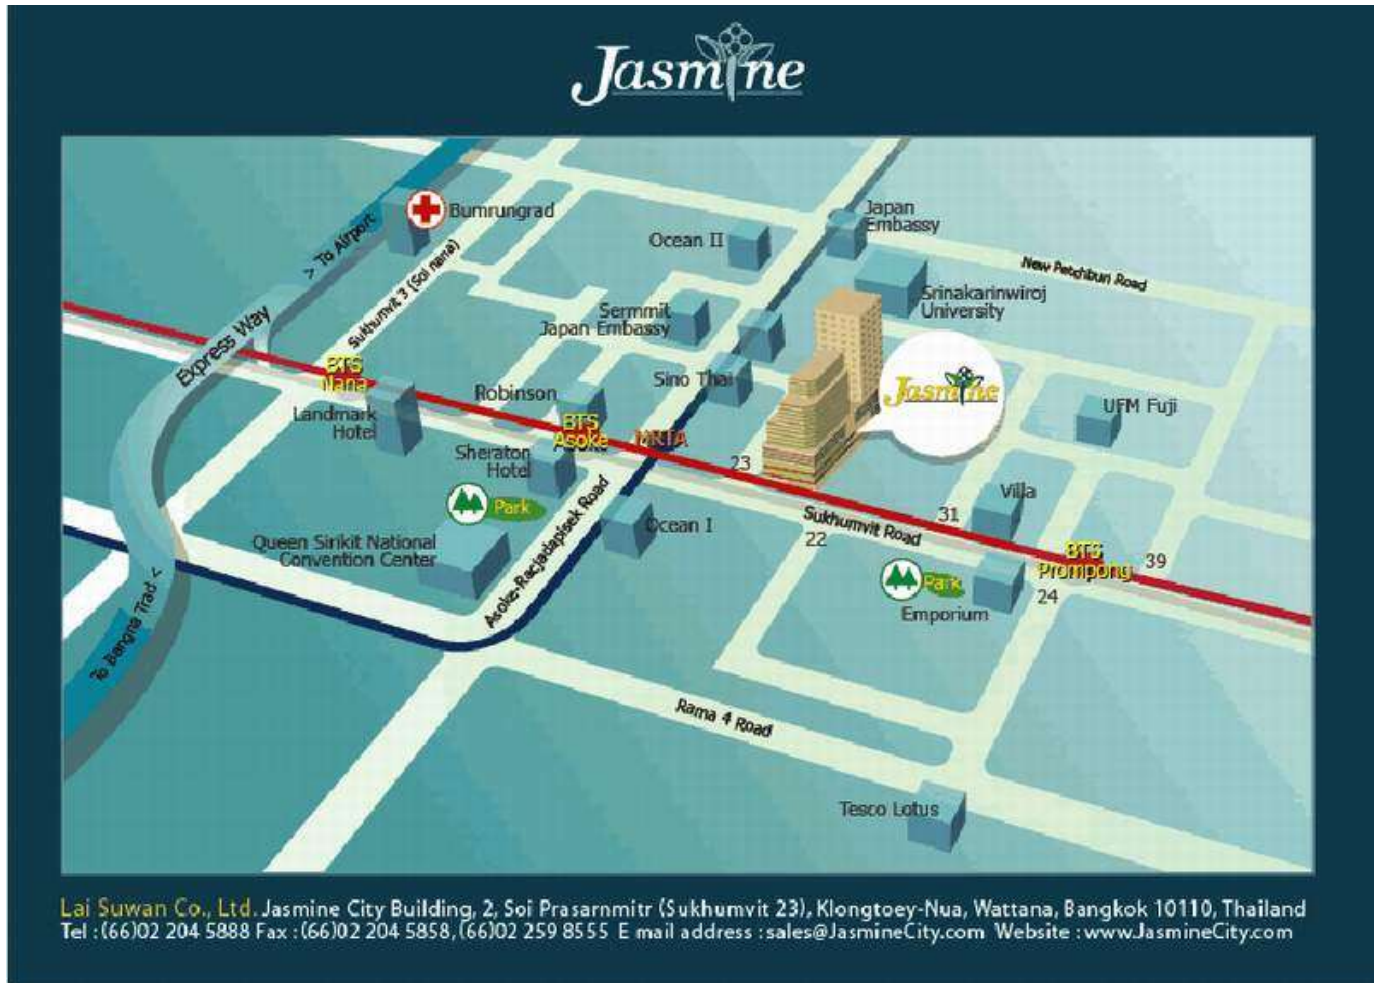 Jasmine
Bumrungrad
> To Airport
Sukhumvit 3 (Soi nana)
Express Way
Japan
Embassy
Ocean II
New Petchburi Road
Srinakarinwiroj
University
Sermmit
Japan Embassy
BTS
Nana
Landmark
Hotel
Robinson
Sino Thai
Jasmine
UFM Fuji
BTS
Asoke
MRTA
23
Sheraton
Hotel
Park
Queen Sirikit National
Convention Center
Asoke-Racjadapisek Road
Ocean I
Sukhumvit Road
22
31
Villa
BTS
Prompong
39
24
Park
Emporium
To Bangna Trad <
Rama 4 Road
Tesco Lotus
Lai Suwan Co., Ltd. Jasmine City Building, 2, Soi Prasarnmitr (Sukhumvit 23), Klongtoey-Nua, Wattana, Bangkok 10110, Thailand
Tel :(66)02 204 5888 Fax :(66)02 204 5858, (66)02 259 8555 E mail address :sales@JasmineCity.com Website :www.JasmineCity.com